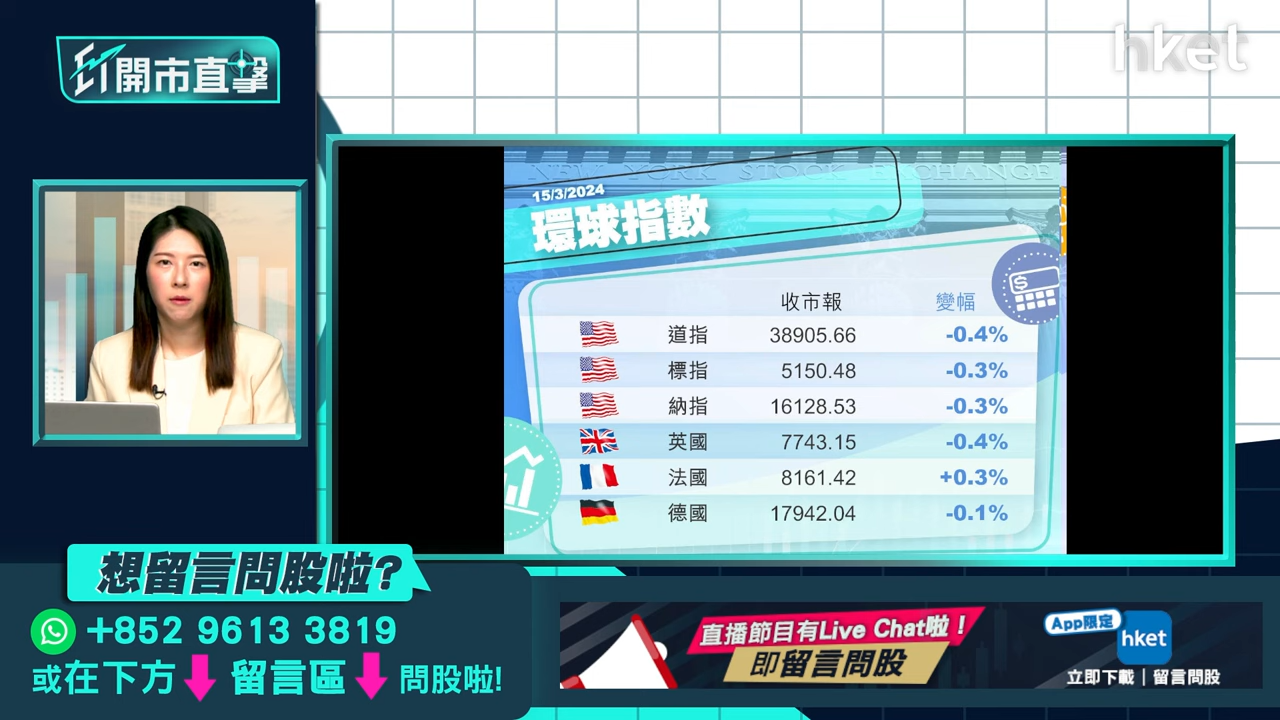 ET開市直擊
hket
NEW YORK STOCK EXCHANGE
15/3/2024
環球指數
收市報 變幅
道指 38905.66 -0.4%
標指 5150.48 -0.3%
納指 16128.53 -0.3%
英國 7743.15 -0.4%
法國 8161.42 +0.3%
德國 17942.04 -0.1%
想留言問股啦?
+852 9613 3819
或在下方 留言區 問股啦!
直播節目有Live Chat啦！
即留言問股
App限定
hket
立即下載｜留言問股